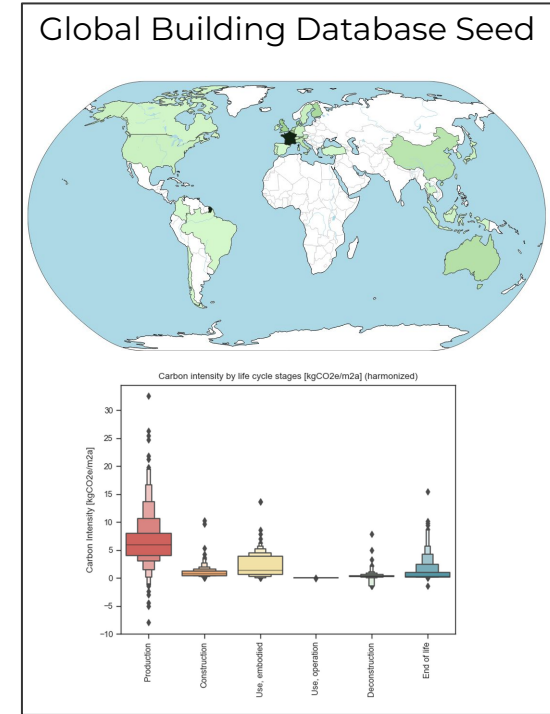 Global Building Database Seed
Carbon intensity by life cycle stages [kgCO2e/m2a] (harmonized)
Carbon Intensity [kgCO2e/m2a]
30
25
20
15
10
5
0
−5
−10
Production
Construction
Use, embodied
Use, operation
Deconstruction
End of life